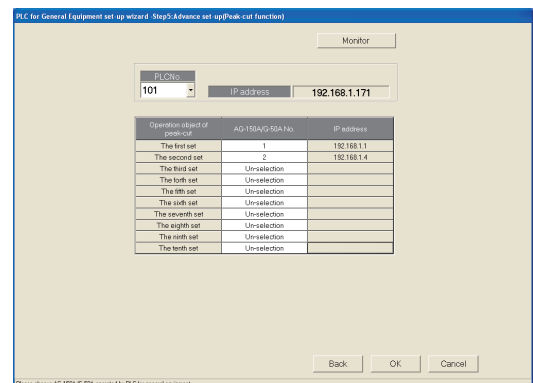 PLC for General Equipment set-up wizard -Step5:Advance set-up(Peak-cut function)
Monitor
PLCNo
101
IP address 192.168.1.171
Operation object of peak-cut AG-150A/G-50A No. IP address
The first set 1 192.168.1.1
The second set 2 192.168.1.4
The third set Un-selection
The forth set Un-selection
The fifth set Un-selection
The sixth set Un-selection
The seventh set Un-selection
The eighth set Un-selection
The ninth set Un-selection
The tenth set Un-selection
Back OK Cancel